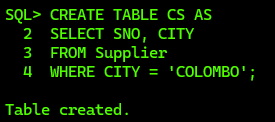 SQL> CREATE TABLE CS AS
  2  SELECT SNO, CITY
  3  FROM Supplier
  4  WHERE CITY = 'COLOMBO';
Table created.